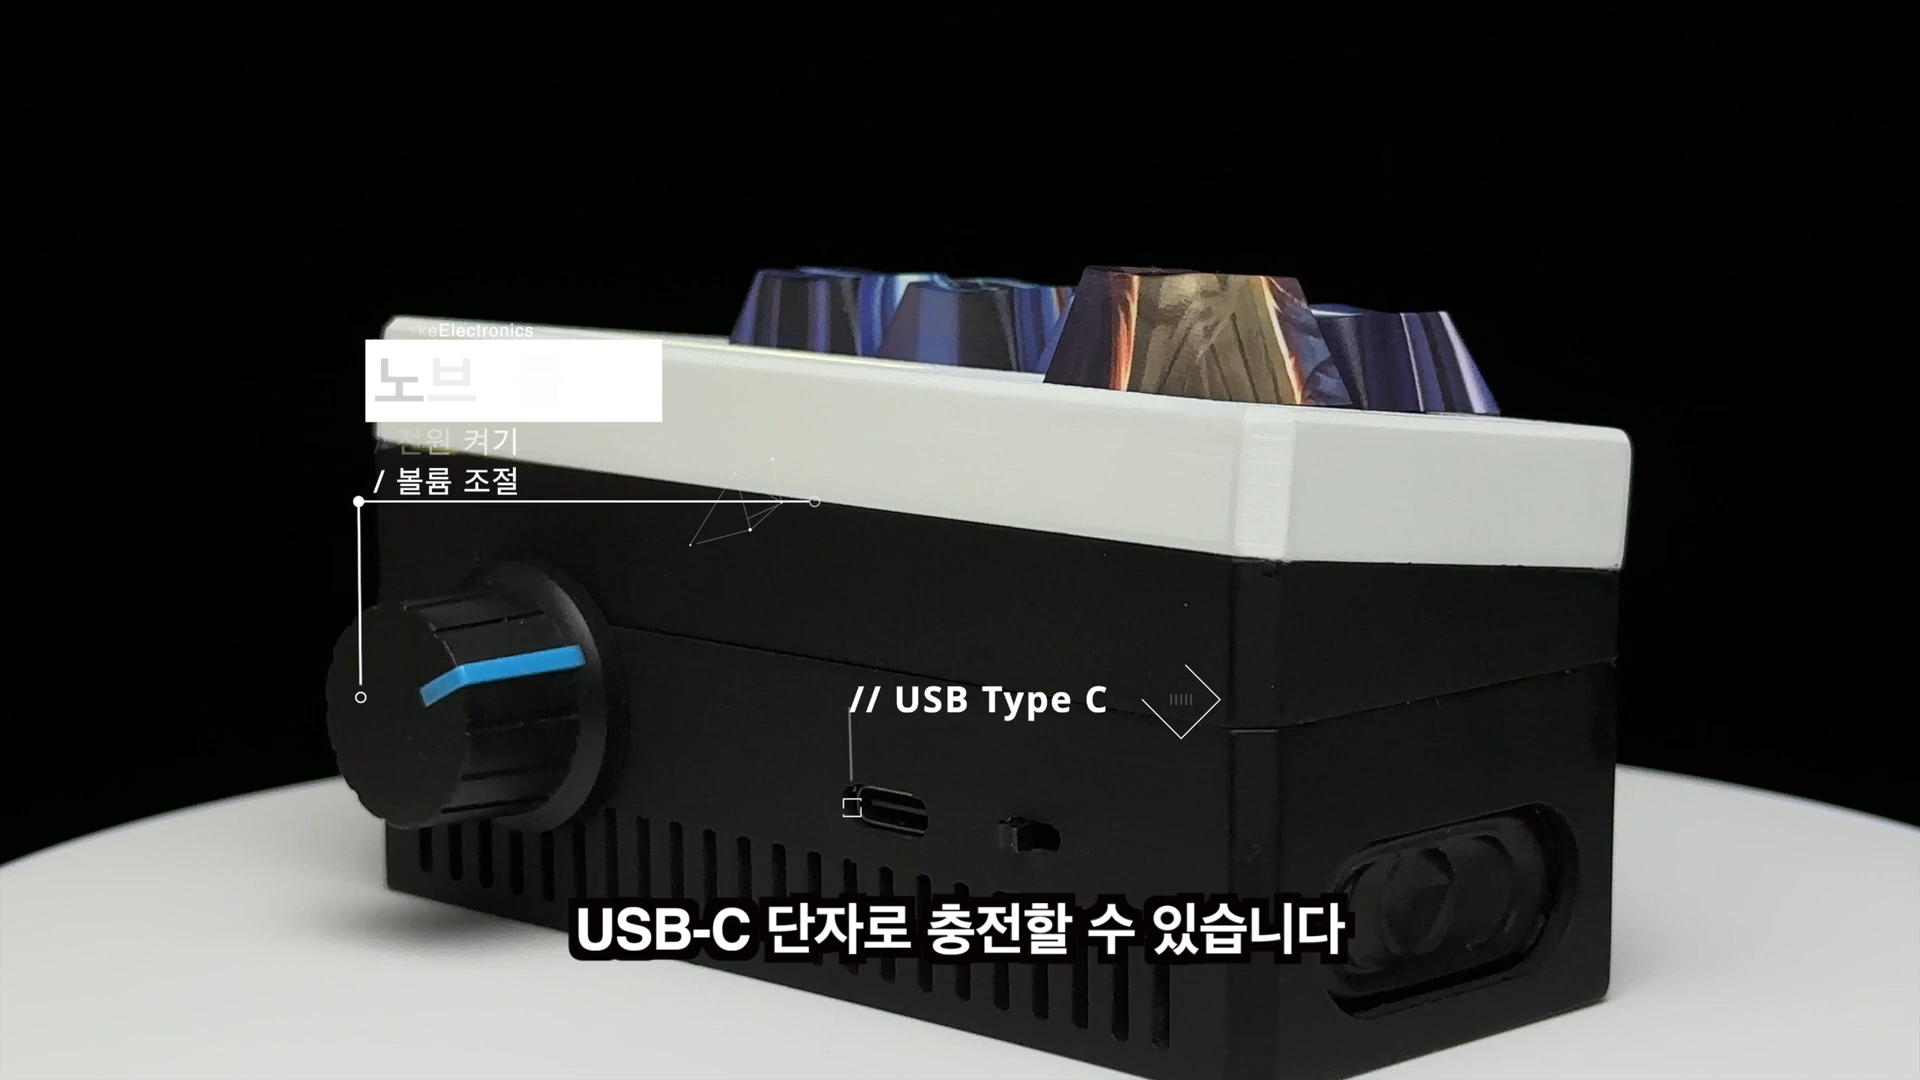 keElectronics
노브
/ 전원 켜기
/ 볼륨 조절
// USB Type C
USB-C 단자로 충전할 수 있습니다